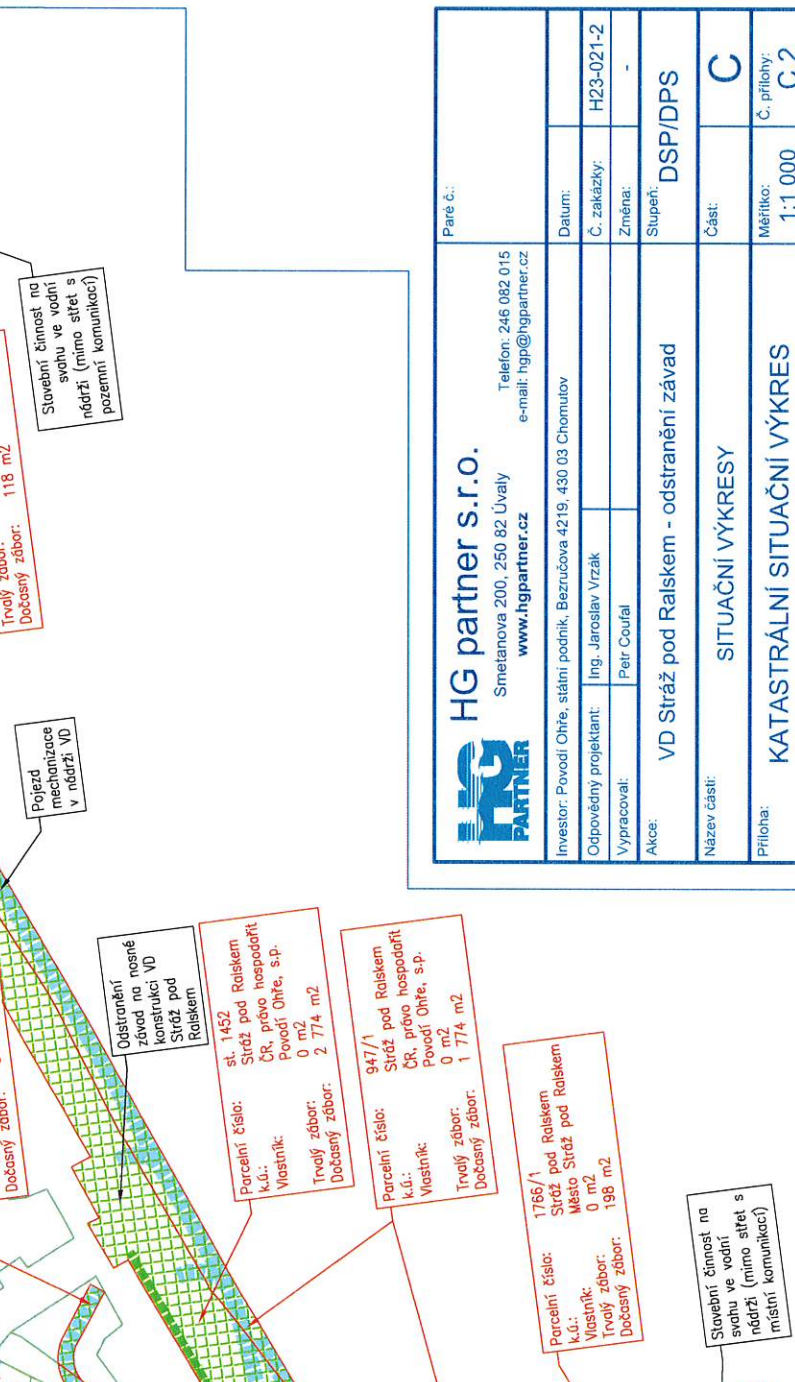 Trvalý zábor:
Dočasný zábor: 118 m2
Stavební činnost na
svahu ve vodní
nádrži (mimo střet s
pozemní komunikací)
Pojezd
mechanizace
v nádrži VD
Dočasný zábor:
Odstranění
závad na nosné
konstrukci VD
Stráž pod
Ralskem
Parcelní číslo: st. 1452
k.ú.: Stráž pod Ralskem
Vlastník: ČR, právo hospodařit
Povodí Ohře, s.p.
Trvalý zábor: 0 m2
Dočasný zábor: 2 774 m2
Parcelní číslo: 947/1
k.ú.: Stráž pod Ralskem
Vlastník: ČR, právo hospodařit
Povodí Ohře, s.p.
Trvalý zábor: 0 m2
Dočasný zábor: 1 774 m2
Parcelní číslo: 1766/1
k.ú.: Stráž pod Ralskem
Vlastník: Město Stráž pod Ralskem
Trvalý zábor: 0 m2
Dočasný zábor: 198 m2
Stavební činnost na
svahu ve vodní
nádrži (mimo střet s
místní komunikací)
HG PARTNER
HG partner s.r.o.
Smetanova 200, 250 82 Úvaly
www.hgpartner.cz
Telefon: 246 082 015
e-mail: hgp@hgpartner.cz
Paré č.:
Investor: Povodí Ohře, státní podnik, Bezručova 4219, 430 03 Chomutov
Datum:
Odpovědný projektant: Ing. Jaroslav Vrzák
Č. zakázky: H23-021-2
Vypracoval: Petr Coufal
Změna: -
Akce: VD Stráž pod Ralskem - odstranění závad
Stupeň: DSP/DPS
Název části: SITUAČNÍ VÝKRESY
Část: C
Příloha: KATASTRÁLNÍ SITUAČNÍ VÝKRES
Měřítko: 1:1 000
Č. přílohy: C.2